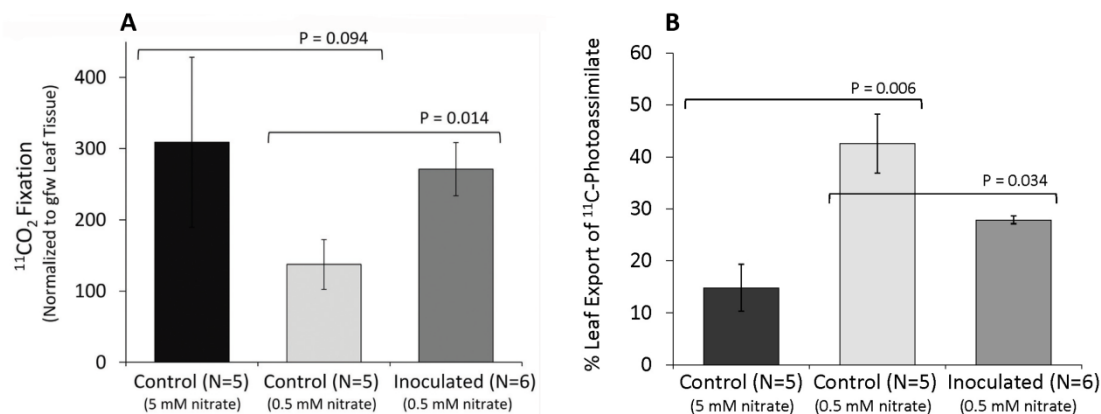 A
P = 0.094
P = 0.014
400
300
200
100
0
¹¹CO₂ Fixation
(Normalized to gfw Leaf Tissue)
Control (N=5)
(5 mM nitrate)
Control (N=5)
(0.5 mM nitrate)
Inoculated (N=6)
(0.5 mM nitrate)
B
P = 0.006
P = 0.034
60
50
40
30
20
10
0
% Leaf Export of ¹¹C-Photoassimilate
Control (N=5)
(5 mM nitrate)
Control (N=5)
(0.5 mM nitrate)
Inoculated (N=6)
(0.5 mM nitrate)